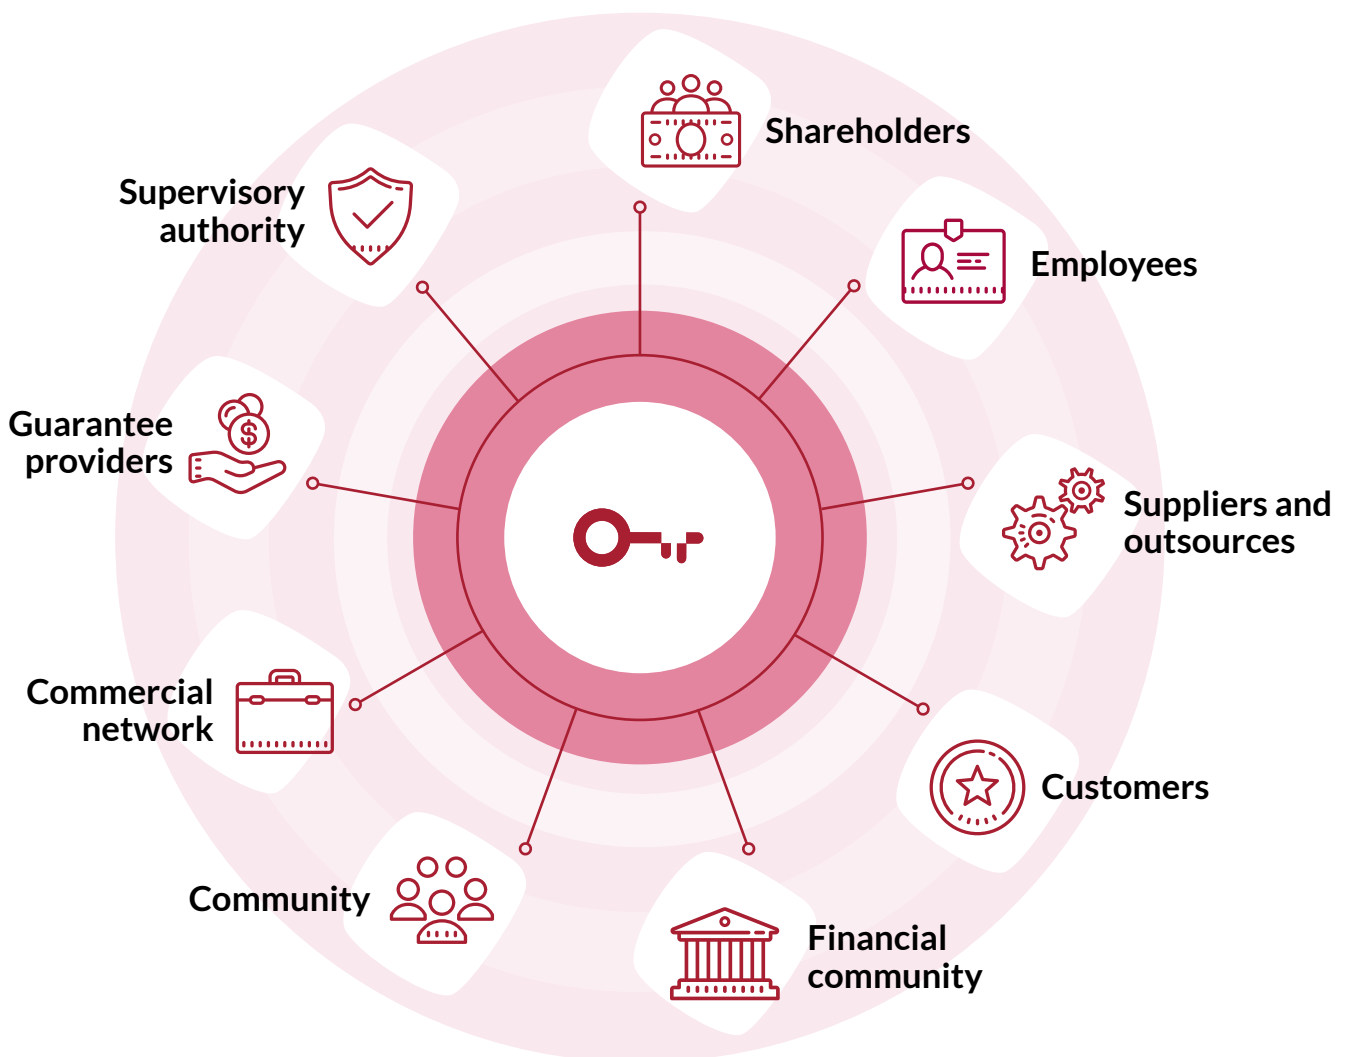 Shareholders
Employees
Suppliers and
outsources
Customers
Financial
community
Community
Commercial
network
Guarantee
providers
Supervisory
authority